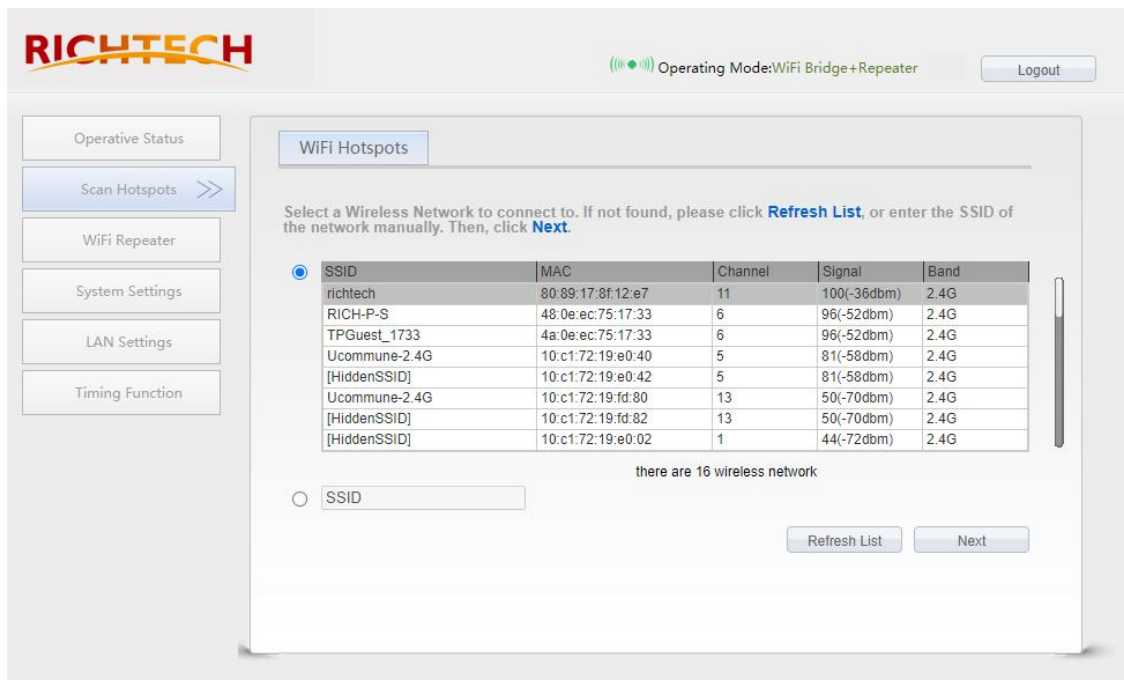 RICHTECH
Operating Mode:WiFi Bridge+Repeater
Logout
Operative Status
Scan Hotspots
WiFi Repeater
System Settings
LAN Settings
Timing Function
WiFi Hotspots
Select a Wireless Network to connect to. If not found, please click Refresh List, or enter the SSID of
the network manually. Then, click Next.
SSID MAC Channel Signal Band
richtech 80:89:17:8f:12:e7 11 100(-36dbm) 2.4G
RICH-P-S 48:0e:ec:75:17:33 6 96(-52dbm) 2.4G
TPGuest_1733 4a:0e:ec:75:17:33 6 96(-52dbm) 2.4G
Ucommune-2.4G 10:c1:72:19:e0:40 5 81(-58dbm) 2.4G
[HiddenSSID] 10:c1:72:19:e0:42 5 81(-58dbm) 2.4G
Ucommune-2.4G 10:c1:72:19:fd:80 13 50(-70dbm) 2.4G
[HiddenSSID] 10:c1:72:19:fd:82 13 50(-70dbm) 2.4G
[HiddenSSID] 10:c1:72:19:e0:02 1 44(-72dbm) 2.4G
there are 16 wireless network
SSID
Refresh List Next